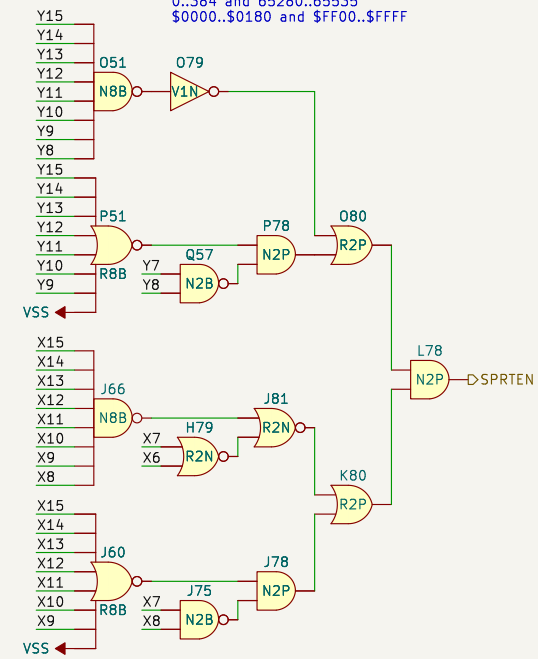 0..384 and 65280..65535
$0000..$0180 and $FF00..$FFFF
Y15
Y14
Y13
Y12
Y11
Y10
Y9
Y8
O51
N8B
O79
V1N
Y15
Y14
Y13
Y12
Y11
Y10
Y9
VSS
P51
R8B
Y7
Y8
Q57
N2B
P78
N2P
O80
R2P
X15
X14
X13
X12
X11
X10
X9
X8
J66
N8B
X7
X6
H79
R2N
J81
R2N
K80
R2P
L78
N2P
SPRTEN
X15
X14
X13
X12
X11
X10
X9
VSS
J60
R8B
X7
X8
J75
N2B
J78
N2P